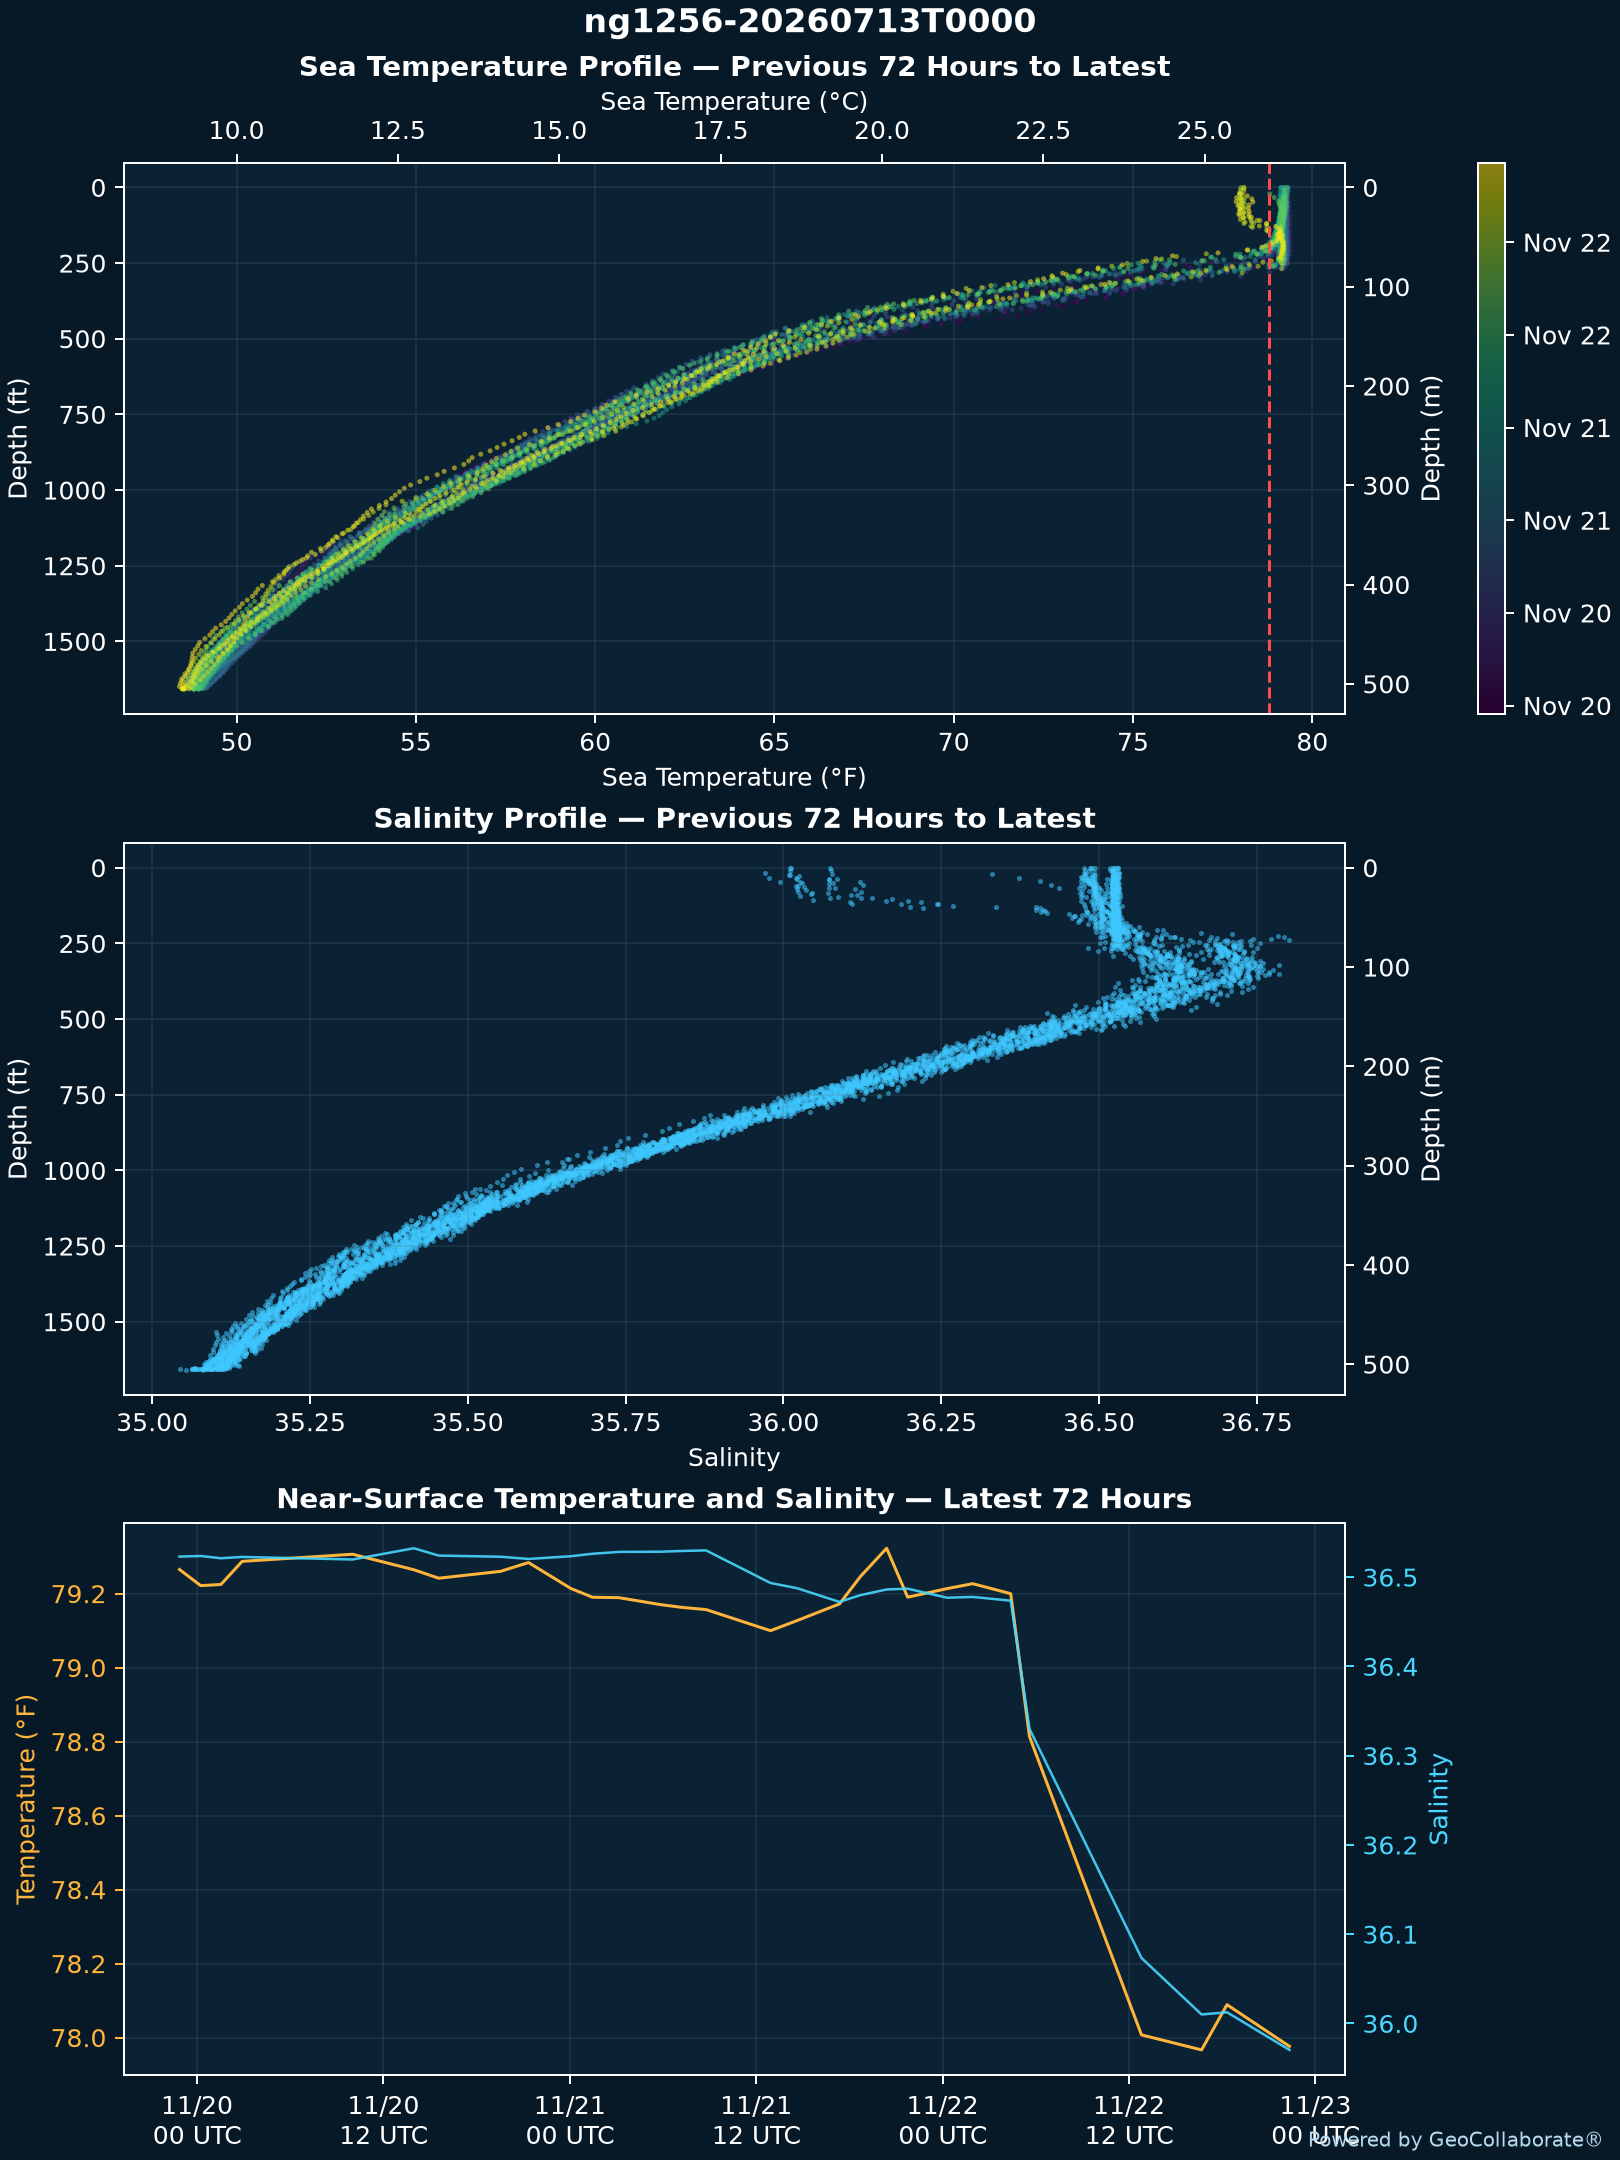 ng1256-20260713T0000
Sea Temperature Profile — Previous 72 Hours to Latest
Sea Temperature (°C)
10.0 12.5 15.0 17.5 20.0 22.5 25.0
0
250
500
750
1000
1250
1500
Depth (ft)
0
100
200
300
400
500
Depth (m)
Nov 22
Nov 22
Nov 21
Nov 21
Nov 20
Nov 20
50 55 60 65 70 75 80
Sea Temperature (°F)
Salinity Profile — Previous 72 Hours to Latest
0
250
500
750
1000
1250
1500
Depth (ft)
0
100
200
300
400
500
Depth (m)
35.00 35.25 35.50 35.75 36.00 36.25 36.50 36.75
Salinity
Near-Surface Temperature and Salinity — Latest 72 Hours
79.2
79.0
78.8
78.6
78.4
78.2
78.0
Temperature (°F)
36.5
36.4
36.3
36.2
36.1
36.0
Salinity
11/20 11/20 11/21 11/21 11/22 11/22 11/23
00 UTC 12 UTC 00 UTC 12 UTC 00 UTC 12 UTC 00 UTC
Powered by GeoCollaborate®